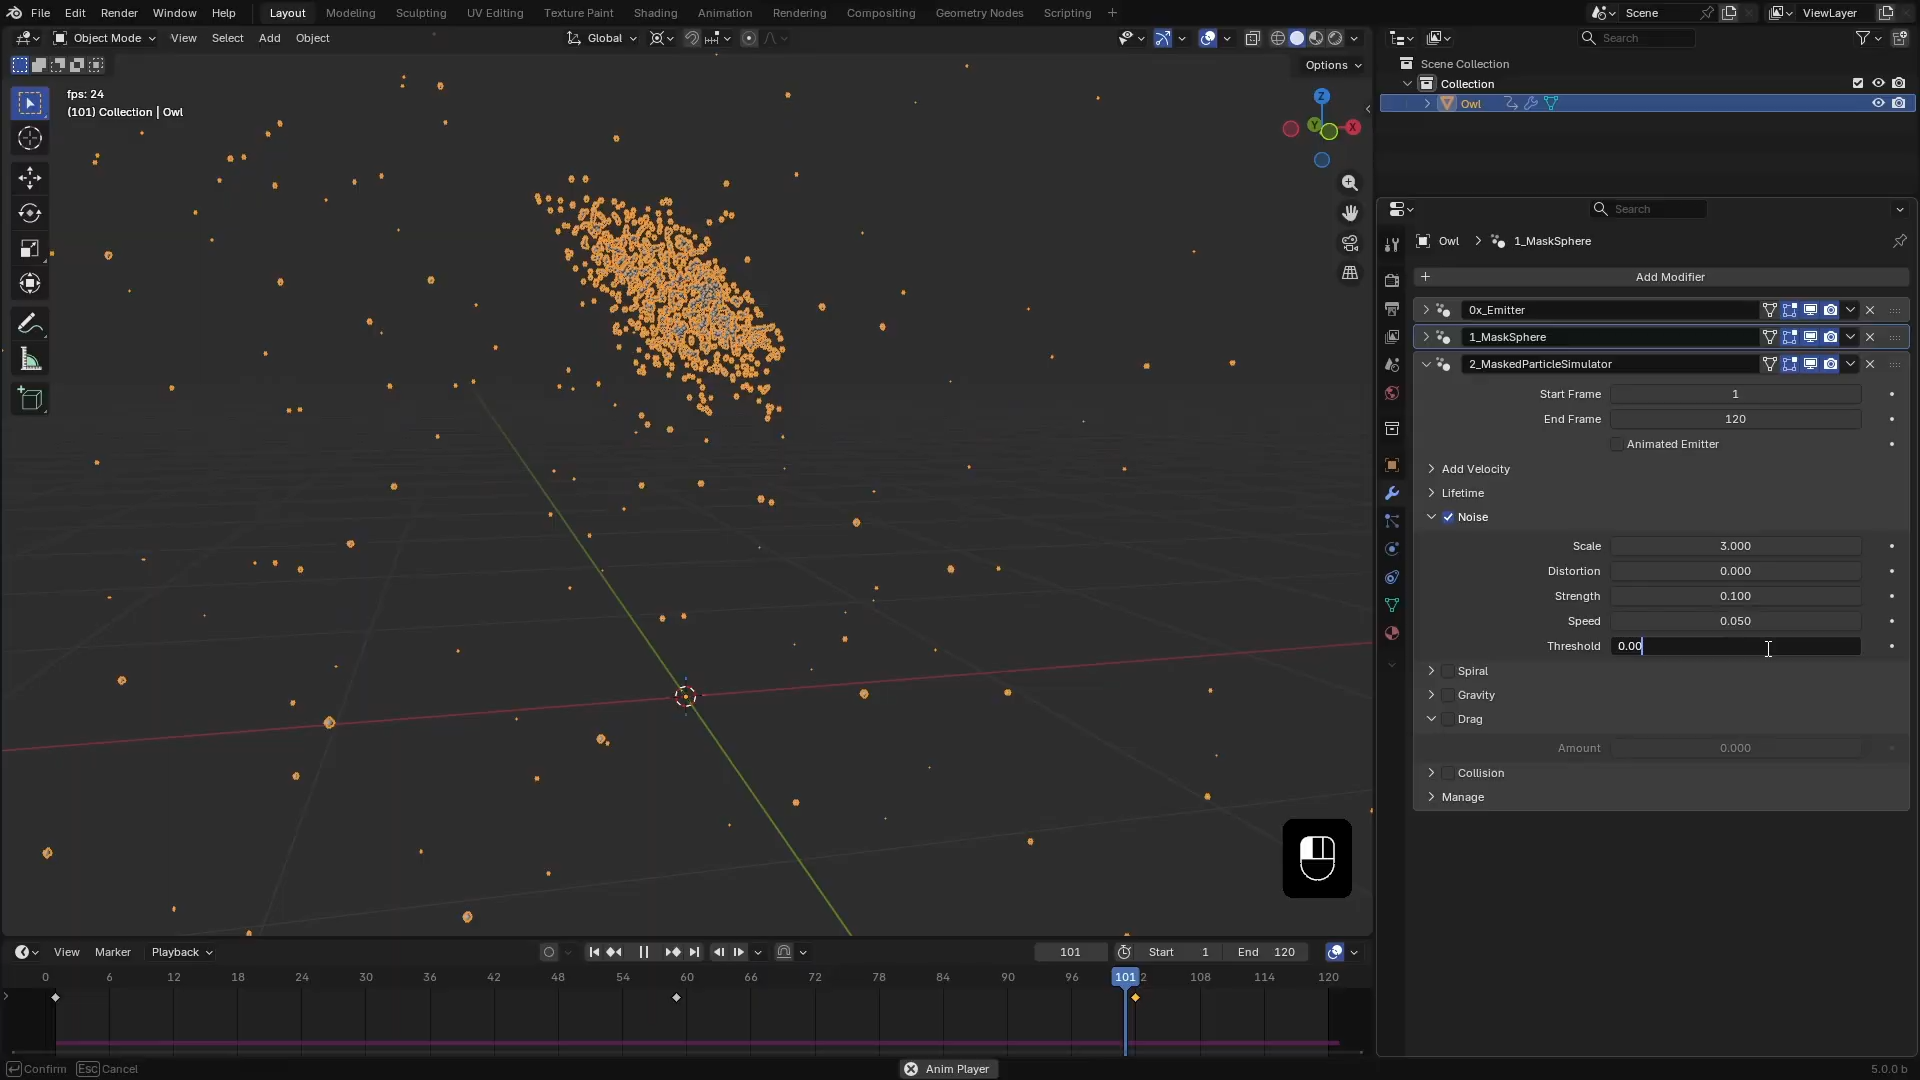 File Edit Render Window Help Layout Modeling Sculpting UV Editing Texture Paint Shading Animation Rendering Compositing Geometry Nodes Scripting + Scene ViewLayer
Object Mode View Select Add Object Global Search
Options
Scene Collection
Collection
Owl
fps: 24
(101) Collection | Owl
Z
Y
X
Search
Owl > 1_MaskSphere
+ Add Modifier
0x_Emitter
1_MaskSphere
2_MaskedParticleSimulator
Start Frame 1
End Frame 120
Animated Emitter
Add Velocity
Lifetime
Noise
Scale 3.000
Distortion 0.000
Strength 0.100
Speed 0.050
Threshold 0.00
Spiral
Gravity
Drag
Amount 0.000
Collision
Manage
View Marker Playback 101 Start 1 End 120
0 6 12 18 24 30 36 42 48 54 60 66 72 78 84 90 96 101 2 108 114 120
Confirm Esc Cancel Anim Player 5.0.0 b